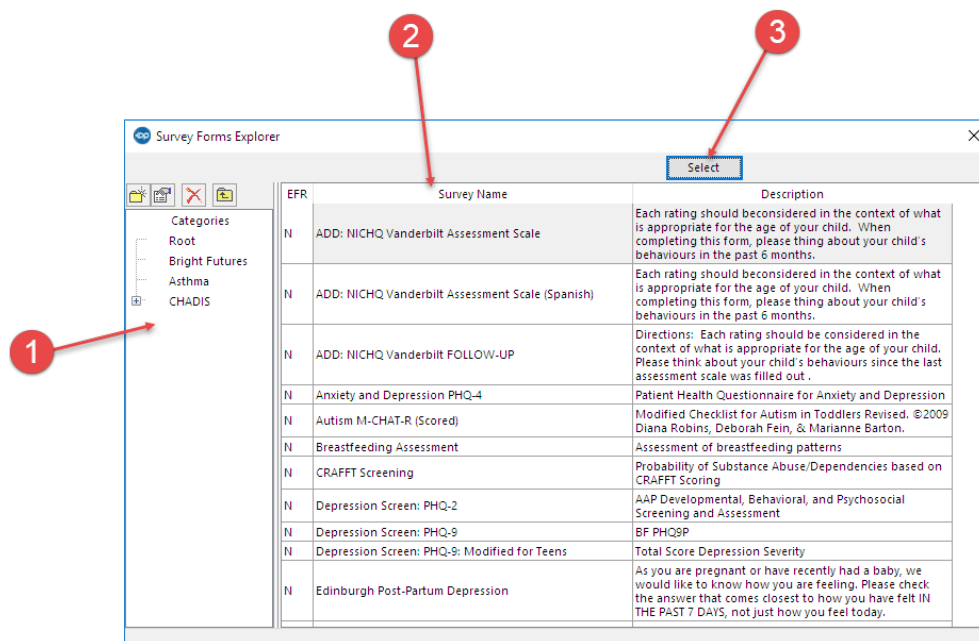 2
3
Survey Forms Explorer
Select
EFR Survey Name Description
Categories
Root
Bright Futures
Asthma
CHADIS
1
N ADD: NICHQ Vanderbilt Assessment Scale
Each rating should beconsidered in the context of what
is appropriate for the age of your child. When
completing this form, please thing about your child's
behaviours in the past 6 months.
N ADD: NICHQ Vanderbilt Assessment Scale (Spanish)
Each rating should beconsidered in the context of what
is appropriate for the age of your child. When
completing this form, please thing about your child's
behaviours in the past 6 months.
N ADD: NICHQ Vanderbilt FOLLOW-UP
Directions: Each rating should be considered in the
context of what is appropriate for the age of your child.
Please think about your child's behaviours since the last
assessment scale was filled out .
N Anxiety and Depression PHQ-4 Patient Health Questionnaire for Anxiety and Depression
N Autism M-CHAT-R (Scored)
Modified Checklist for Autism in Toddlers Revised. ©2009
Diana Robins, Deborah Fein, & Marianne Barton.
N Breastfeeding Assessment Assessment of breastfeeding patterns
N CRAFFT Screening
Probability of Substance Abuse/Dependencies based on
CRAFFT Scoring
N Depression Screen: PHQ-2
AAP Developmental, Behavioral, and Psychosocial
Screening and Assessment
N Depression Screen: PHQ-9 BF PHQ9P
N Depression Screen: PHQ-9: Modified for Teens Total Score Depression Severity
N Edinburgh Post-Partum Depression
As you are pregnant or have recently had a baby, we
would like to know how you are feeling. Please check
the answer that comes closest to how you have felt IN
THE PAST 7 DAYS, not just how you feel today.